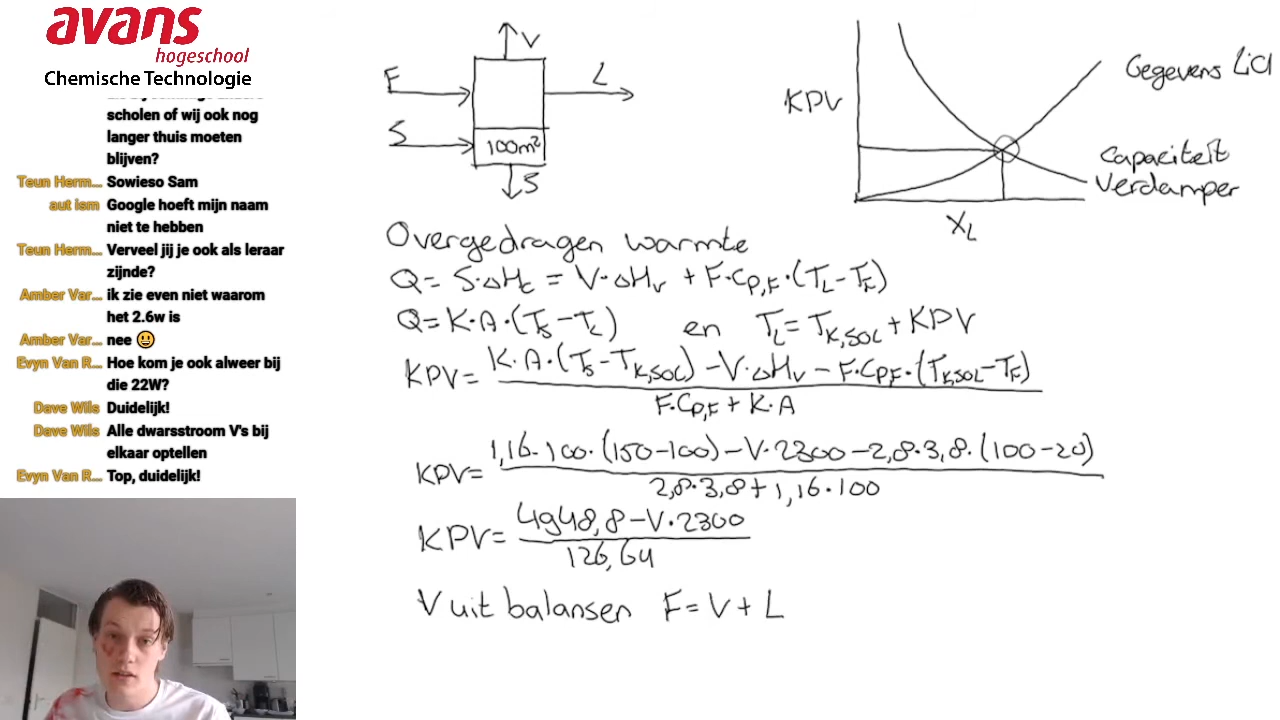 avans
hogeschool
Chemische Technologie
scholen of wij ook nog
langer thuis moeten
blijven?
Teun Herm... Sowieso Sam
aut ism Google hoeft mijn naam
niet te hebben
Teun Herm... Verveel jij je ook als leraar
zijnde?
Amber Var... ik zie even niet waarom
het 2.6w is
Amber Var... nee 😀
Evyn Van R... Hoe kom je ook alweer bij
die 22W?
Dave Wils Duidelijk!
Dave Wils Alle dwarsstroom V's bij
elkaar optellen
Evyn Van R... Top, duidelijk!
V
F
L
S
100m²
S
KPV
Gegevens LiCl
Capaciteit
Verdamper
X_L
Overgedragen warmte
Q = S·ΔH_c = V·ΔH_v + F·Cp,F·(T_L - T_F)
Q = K·A·(T_S - T_L) en T_L = T_K,SOL + KPV
KPV = K·A·(T_S - T_K,SOL) - V·ΔH_v - F·Cp,F·(T_K,SOL - T_F)
F·Cp,F + K·A
KPV = 1,16·100·(150-100) - V·2300 - 2,8·3,8·(100-20)
2,8·3,8 + 1,16·100
KPV = 4948,8 - V·2300
126,64
V uit balansen F = V + L